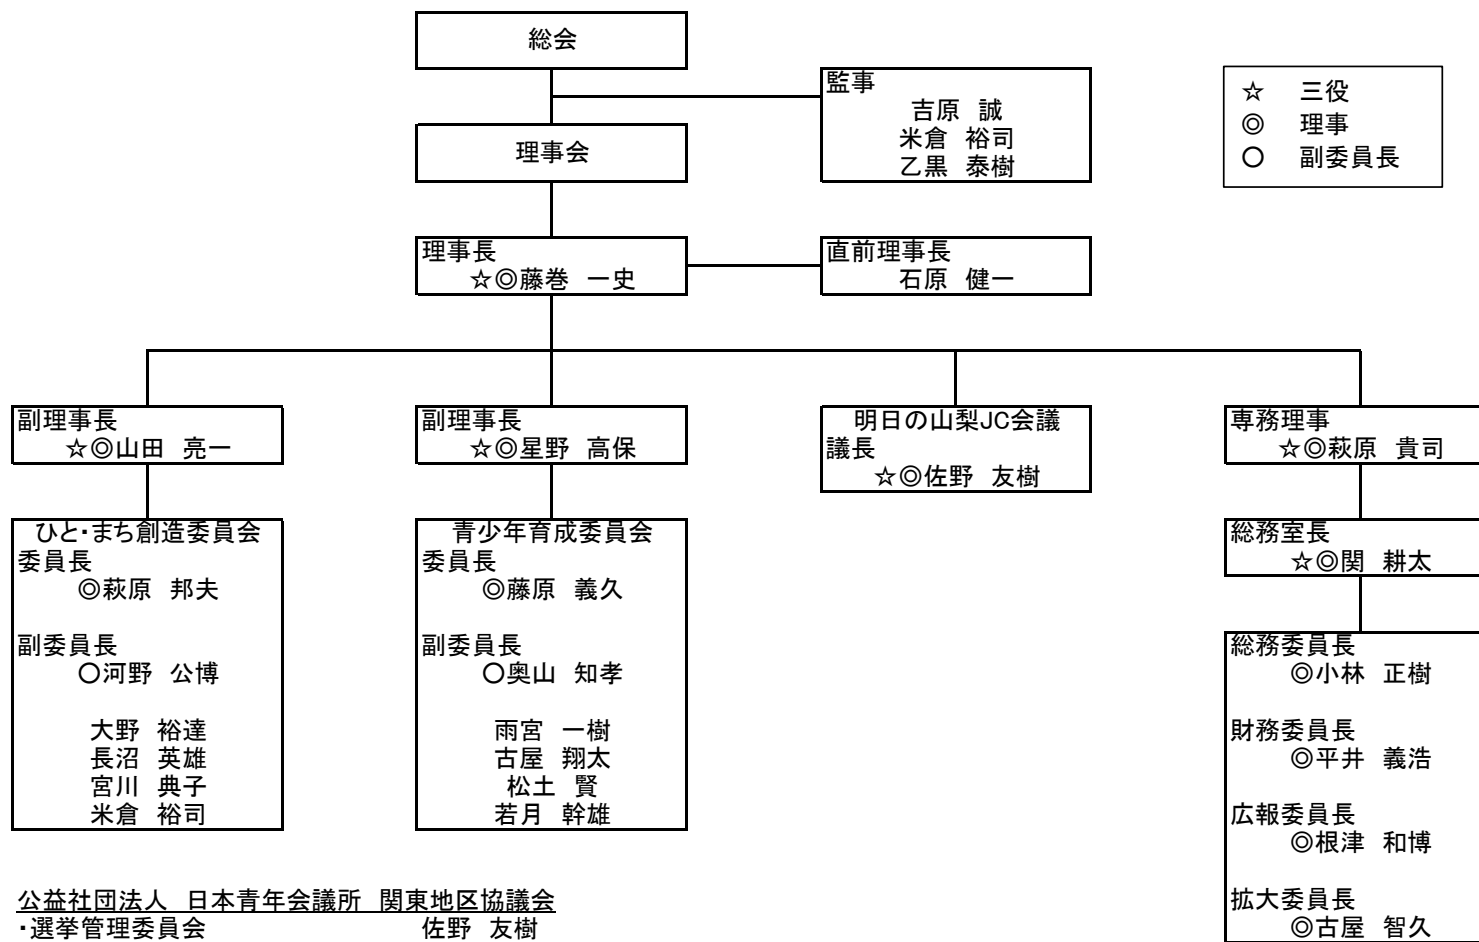 総会
監事
吉原 誠
米倉 裕司
乙黒 泰樹
☆ 三役
◎ 理事
○ 副委員長
理事会
理事長
☆◎藤巻 一史
直前理事長
石原 健一
副理事長
☆◎山田 亮一
副理事長
☆◎星野 高保
明日の山梨JC会議
議長
☆◎佐野 友樹
専務理事
☆◎萩原 貴司
ひと・まち創造委員会
委員長
◎萩原 邦夫
副委員長
○河野 公博
大野 裕達
長沼 英雄
宮川 典子
米倉 裕司
青少年育成委員会
委員長
◎藤原 義久
副委員長
○奥山 知孝
雨宮 一樹
古屋 翔太
松土 賢
若月 幹雄
総務室長
☆◎関 耕太
総務委員長
◎小林 正樹
財務委員長
◎平井 義浩
広報委員長
◎根津 和博
拡大委員長
◎古屋 智久
公益社団法人 日本青年会議所 関東地区協議会
・選挙管理委員会 佐野 友樹